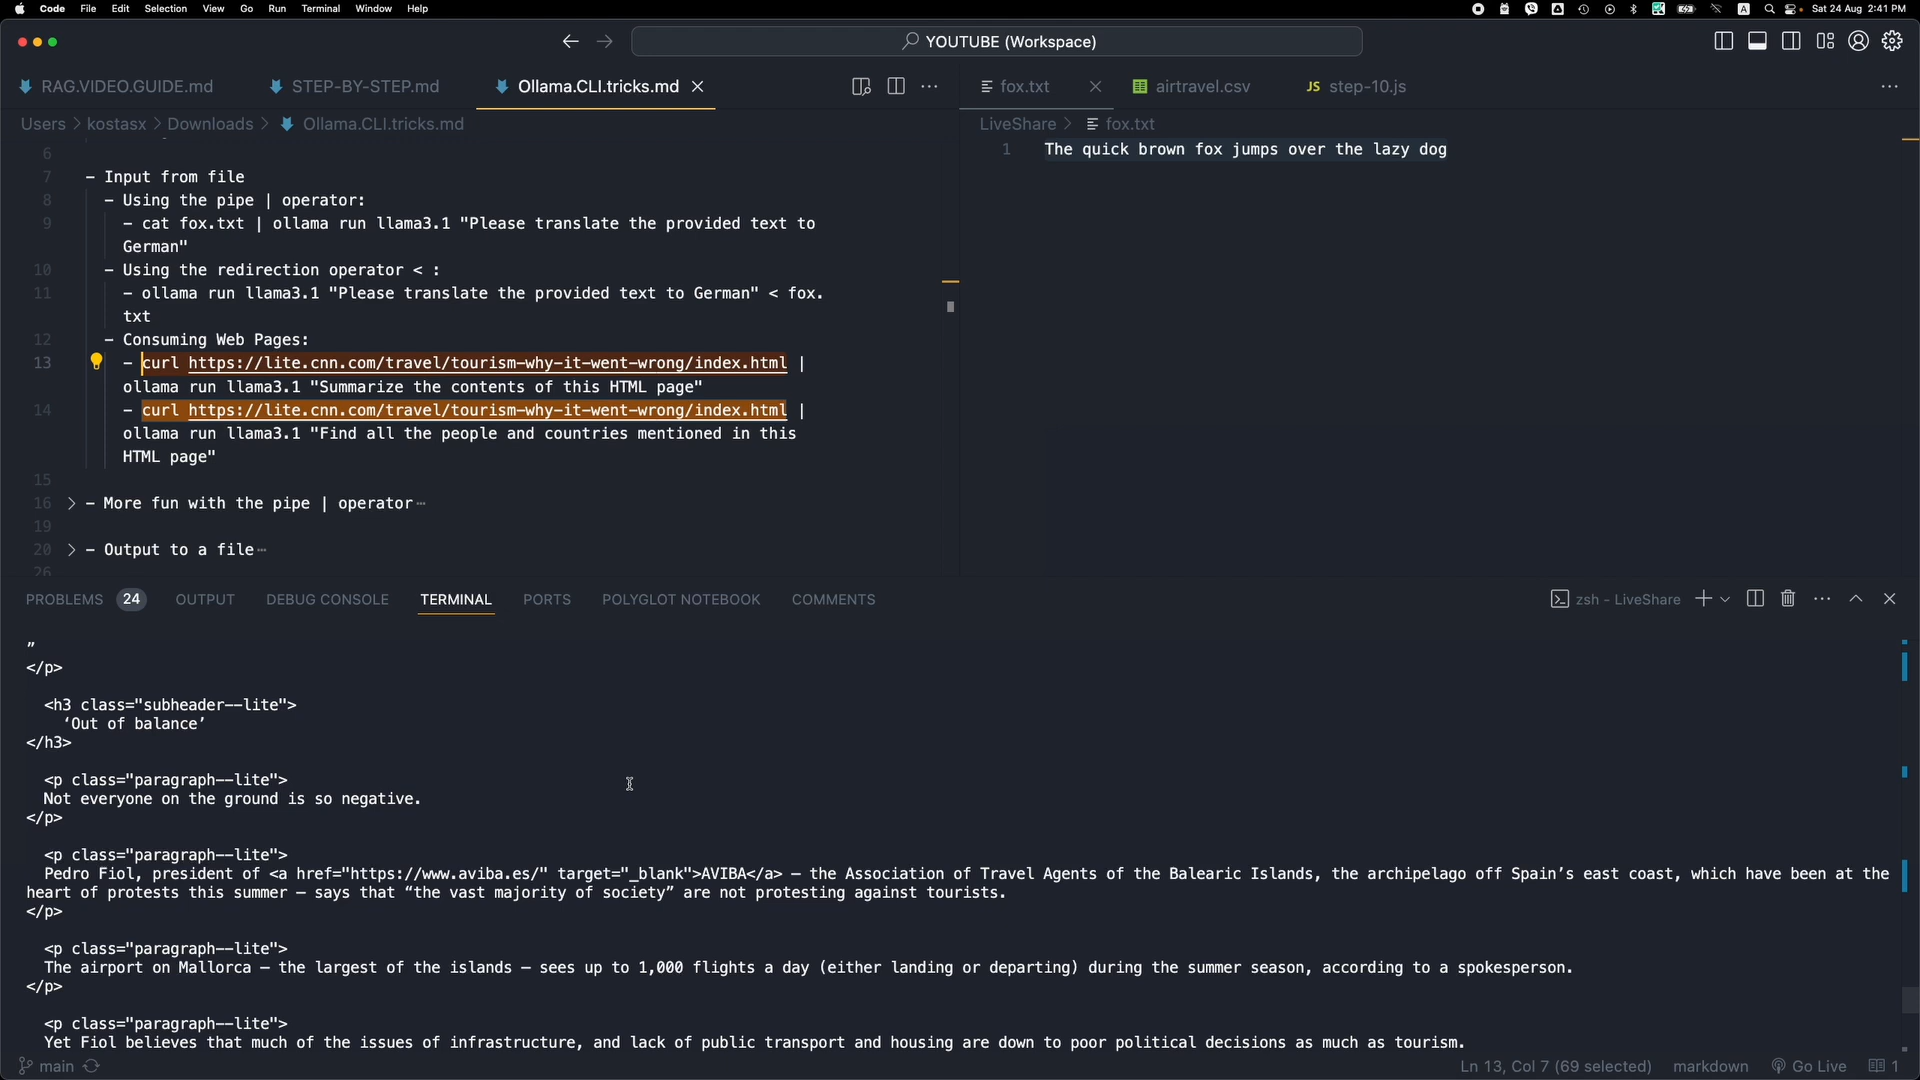 Code File Edit Selection View Go Run Terminal Window Help
A
Sat 24 Aug 2:41 PM
YOUTUBE (Workspace)
RAG.VIDEO.GUIDE.md
STEP-BY-STEP.md
Ollama.CLI.tricks.md
Users > kostasx > Downloads > Ollama.CLI.tricks.md
6
7 - Input from file
8 - Using the pipe | operator:
9 - cat fox.txt | ollama run llama3.1 "Please translate the provided text to
German"
10 - Using the redirection operator < :
11 - ollama run llama3.1 "Please translate the provided text to German" < fox.
txt
12 - Consuming Web Pages:
13 - curl https://lite.cnn.com/travel/tourism-why-it-went-wrong/index.html |
ollama run llama3.1 "Summarize the contents of this HTML page"
14 - curl https://lite.cnn.com/travel/tourism-why-it-went-wrong/index.html |
ollama run llama3.1 "Find all the people and countries mentioned in this
HTML page"
15
16 > - More fun with the pipe | operator…
19
20 > - Output to a file…
26
fox.txt
airtravel.csv
JS step-10.js
LiveShare > fox.txt
1 The quick brown fox jumps over the lazy dog
PROBLEMS 24 OUTPUT DEBUG CONSOLE TERMINAL PORTS POLYGLOT NOTEBOOK COMMENTS
zsh - LiveShare
”
</p>
<h3 class="subheader--lite">
‘Out of balance’
</h3>
<p class="paragraph--lite">
Not everyone on the ground is so negative.
</p>
<p class="paragraph--lite">
Pedro Fiol, president of <a href="https://www.aviba.es/" target="_blank">AVIBA</a> — the Association of Travel Agents of the Balearic Islands, the archipelago off Spain’s east coast, which have been at the
heart of protests this summer — says that “the vast majority of society” are not protesting against tourists.
</p>
<p class="paragraph--lite">
The airport on Mallorca — the largest of the islands — sees up to 1,000 flights a day (either landing or departing) during the summer season, according to a spokesperson.
</p>
<p class="paragraph--lite">
Yet Fiol believes that much of the issues of infrastructure, and lack of public transport and housing are down to poor political decisions as much as tourism.
main
Ln 13, Col 7 (69 selected)
markdown
Go Live
1